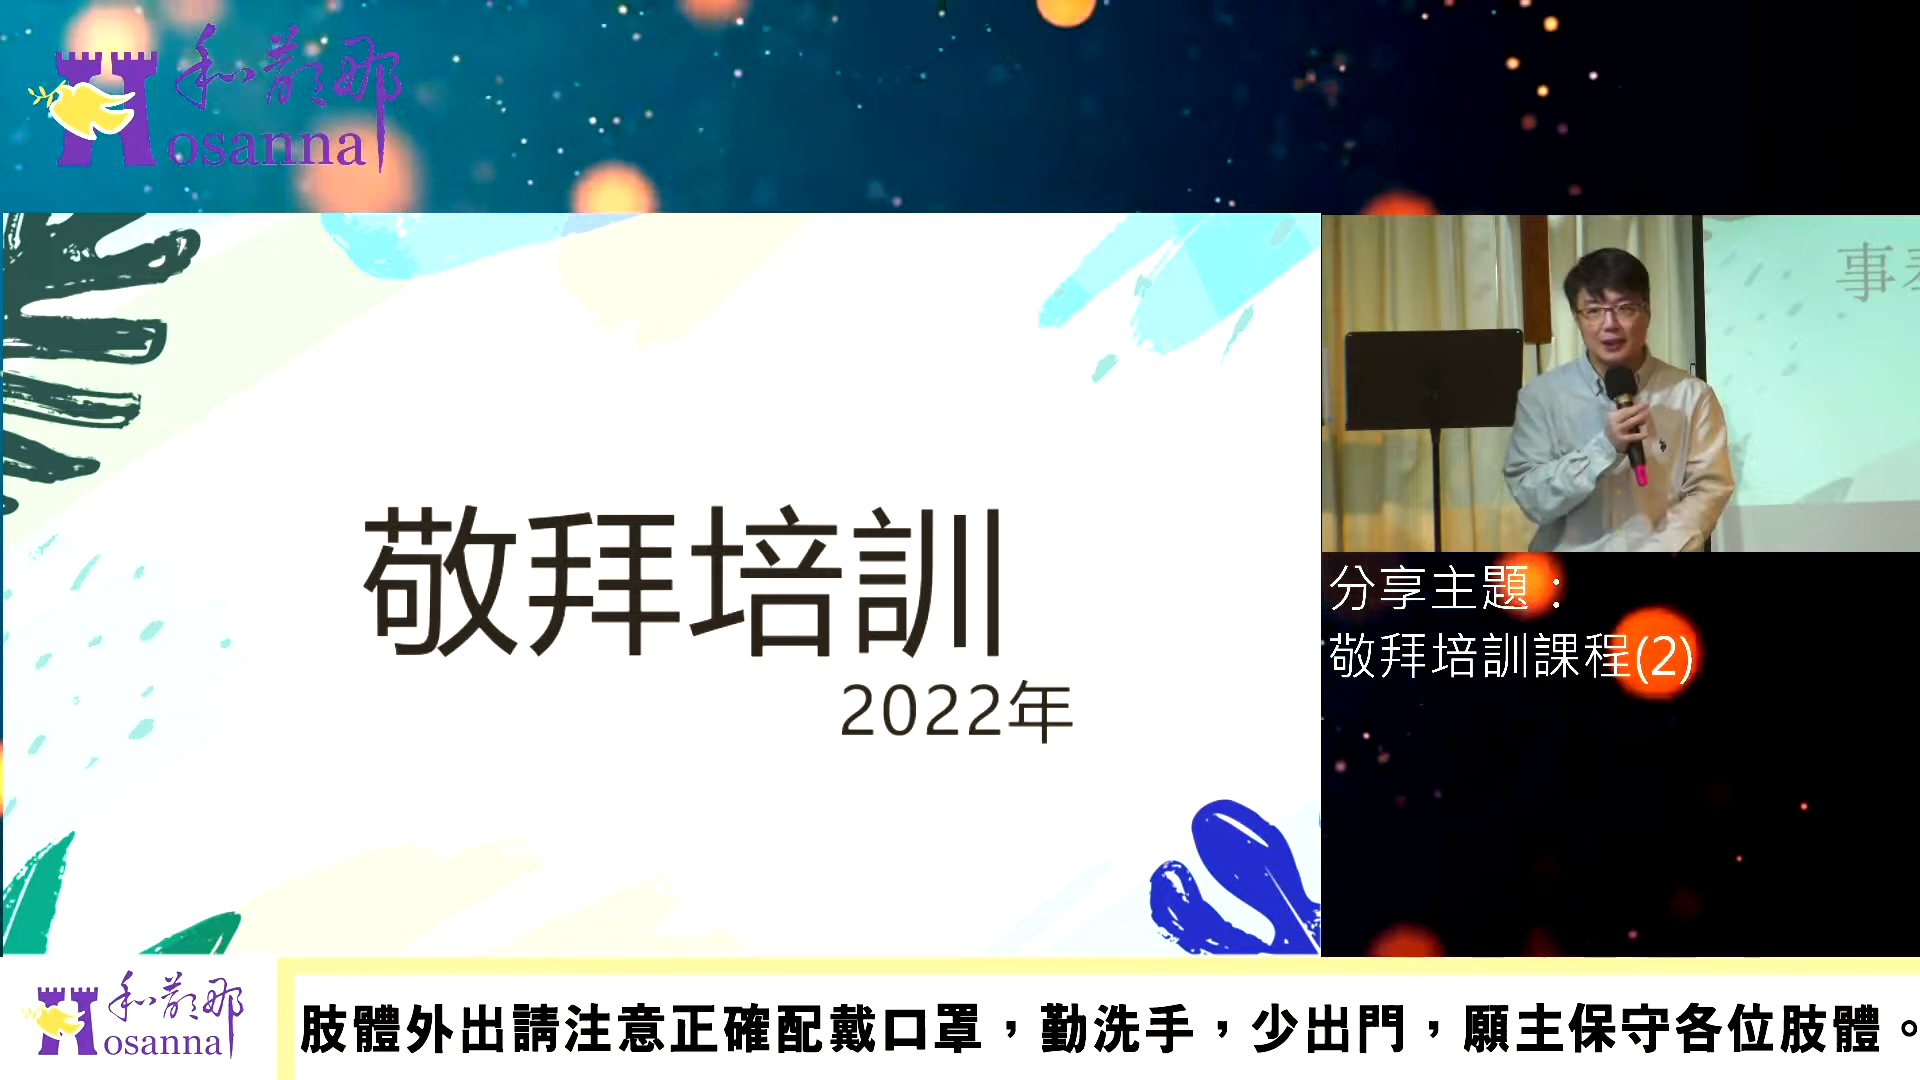 和散那
Hosanna
敬拜培訓
2022年
事奉
分享主題：
敬拜培訓課程(2)
和散那
Hosanna
肢體外出請注意正確配戴口罩，勤洗手，少出門，願主保守各位肢體。